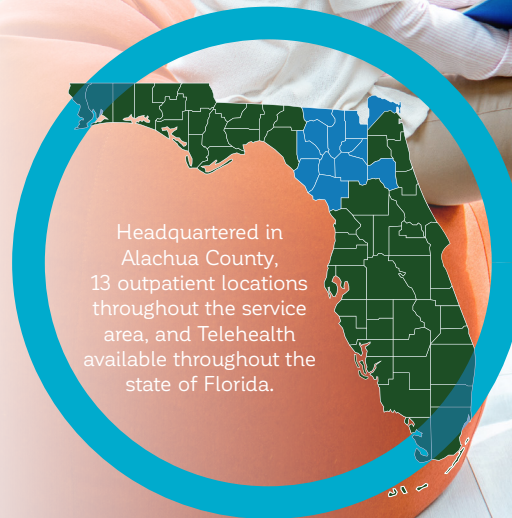 Headquartered in
Alachua County,
13 outpatient locations
throughout the service
area, and Telehealth
available throughout the
state of Florida.